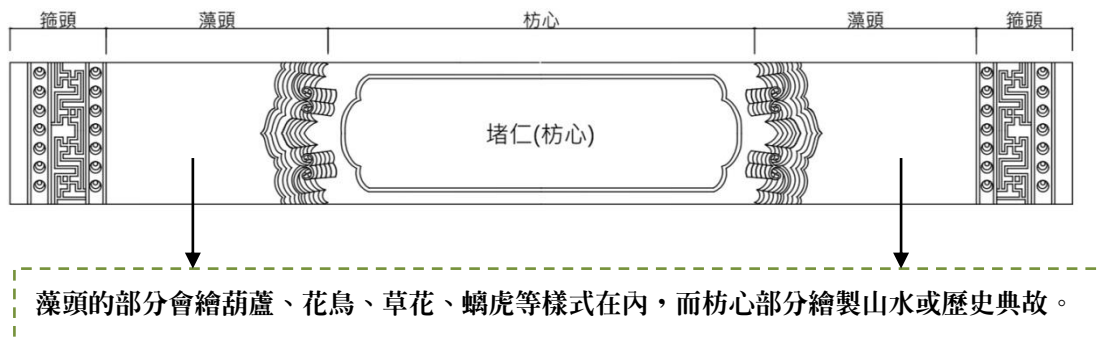 箍頭 藻頭 枋心 藻頭 箍頭
堵仁(枋心)
藻頭的部分會繪葫蘆、花鳥、草花、螭虎等樣式在內，而枋心部分繪製山水或歷史典故。